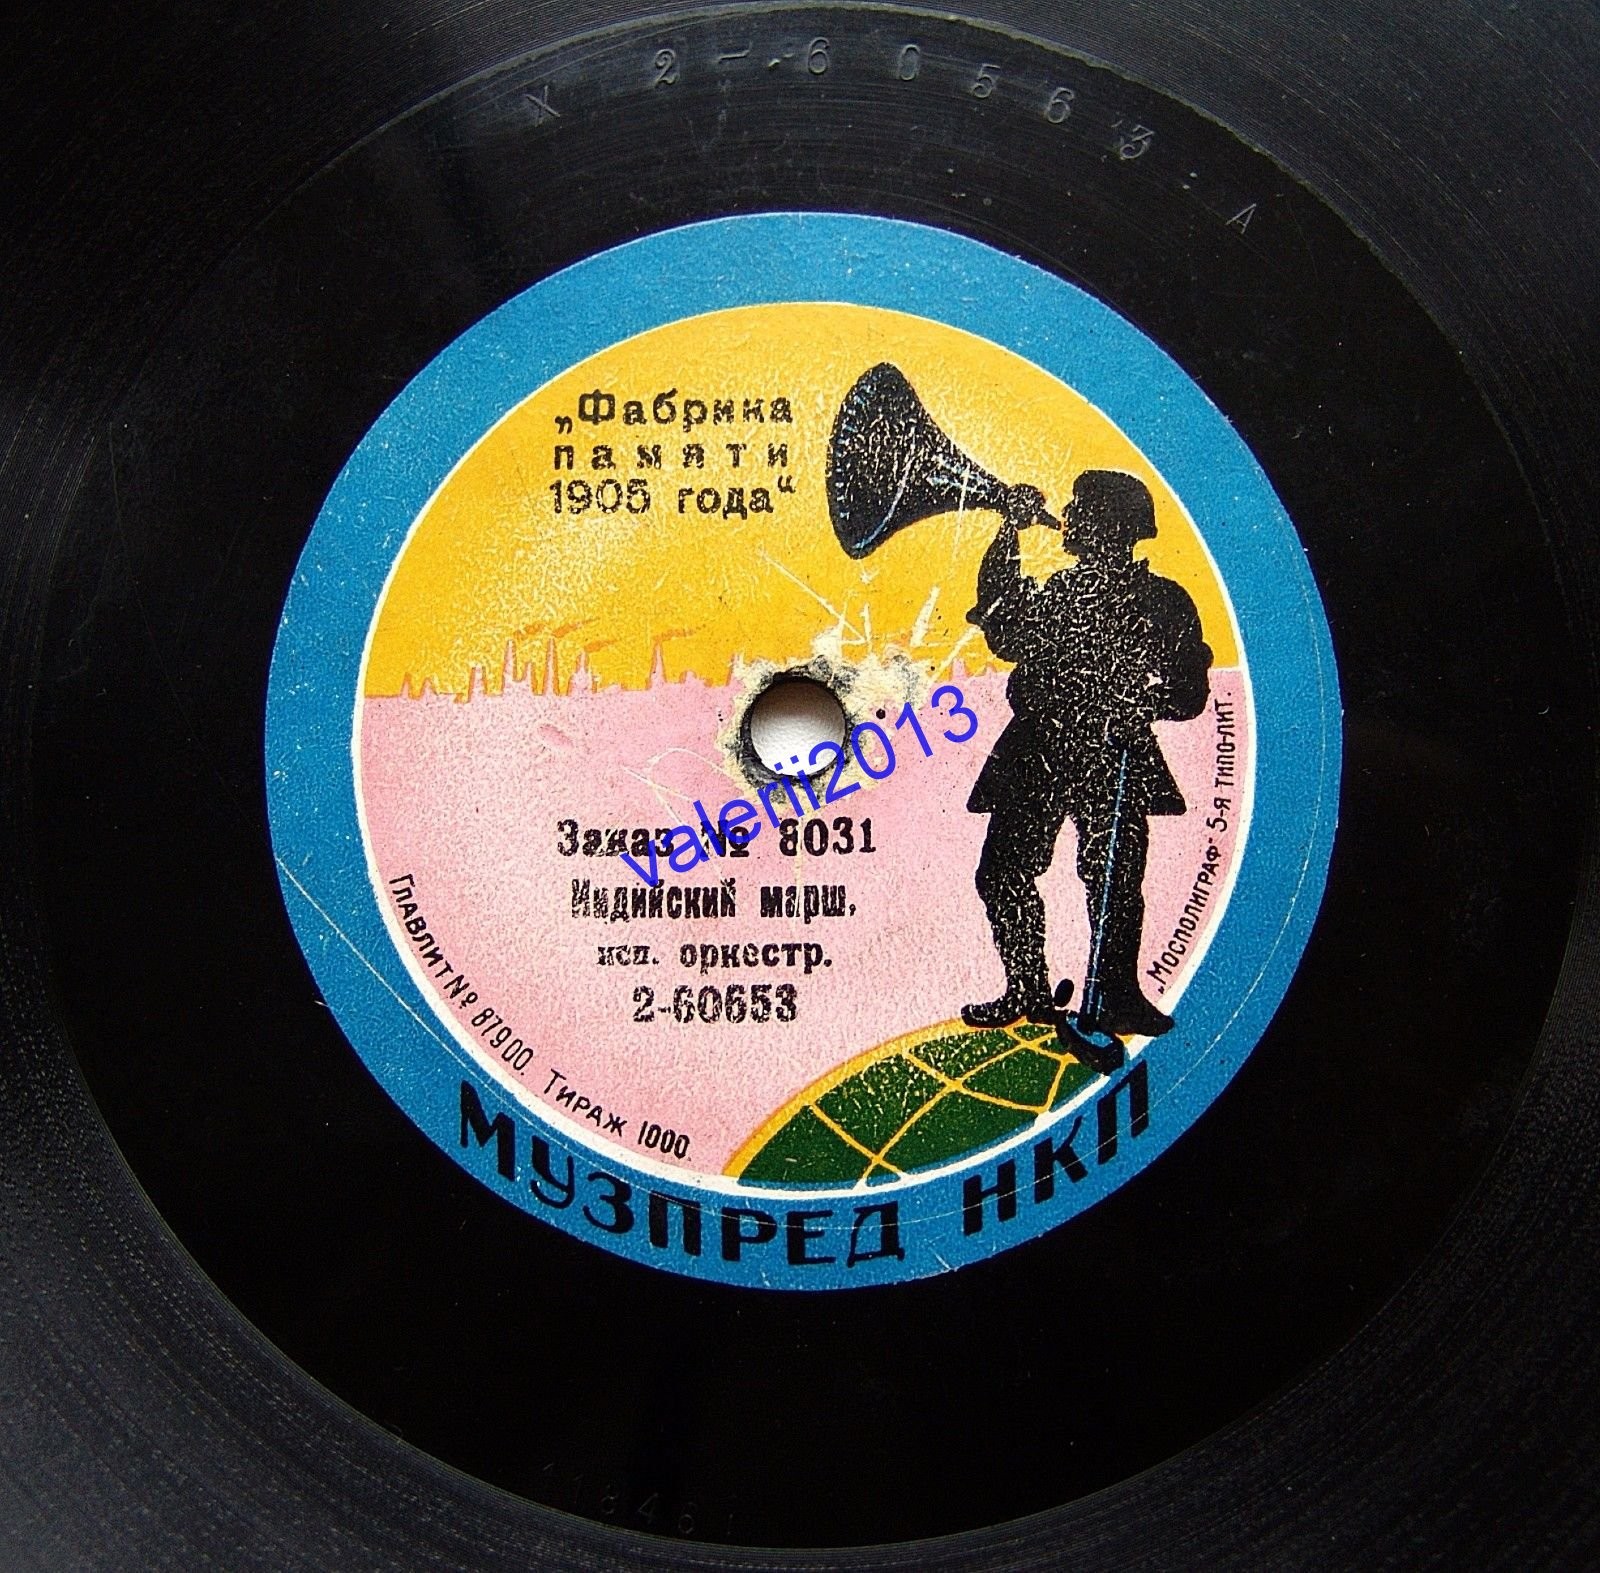 X 2-60563 A
„Фабрика
памяти
1905 года“
valerii2013
Заказ № 8031
Индийский марш,
исп. оркестр.
2-60653
Главлит № 87900. Тираж 1000
„Мосполиграф“ 5-я типо-лит.
МУЗПРЕД НКП